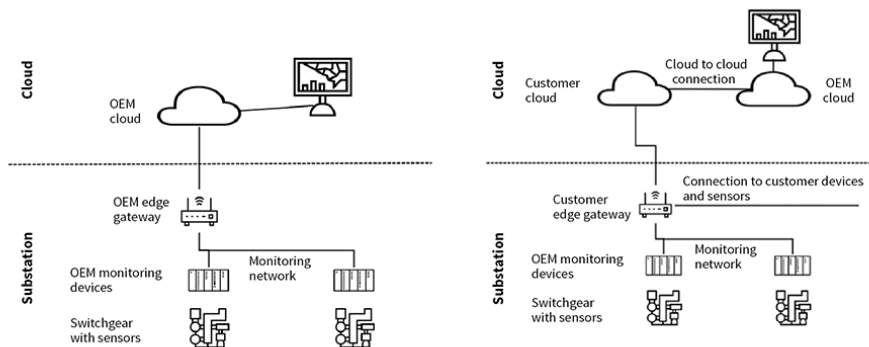 Cloud
OEM
cloud
Substation
OEM edge
gateway
OEM monitoring
devices
Monitoring
network
Switchgear
with sensors
Cloud
Customer
cloud
Cloud to cloud
connection
OEM
cloud
Substation
Customer
edge gateway
Connection to customer devices
and sensors
OEM monitoring
devices
Monitoring
network
Switchgear
with sensors